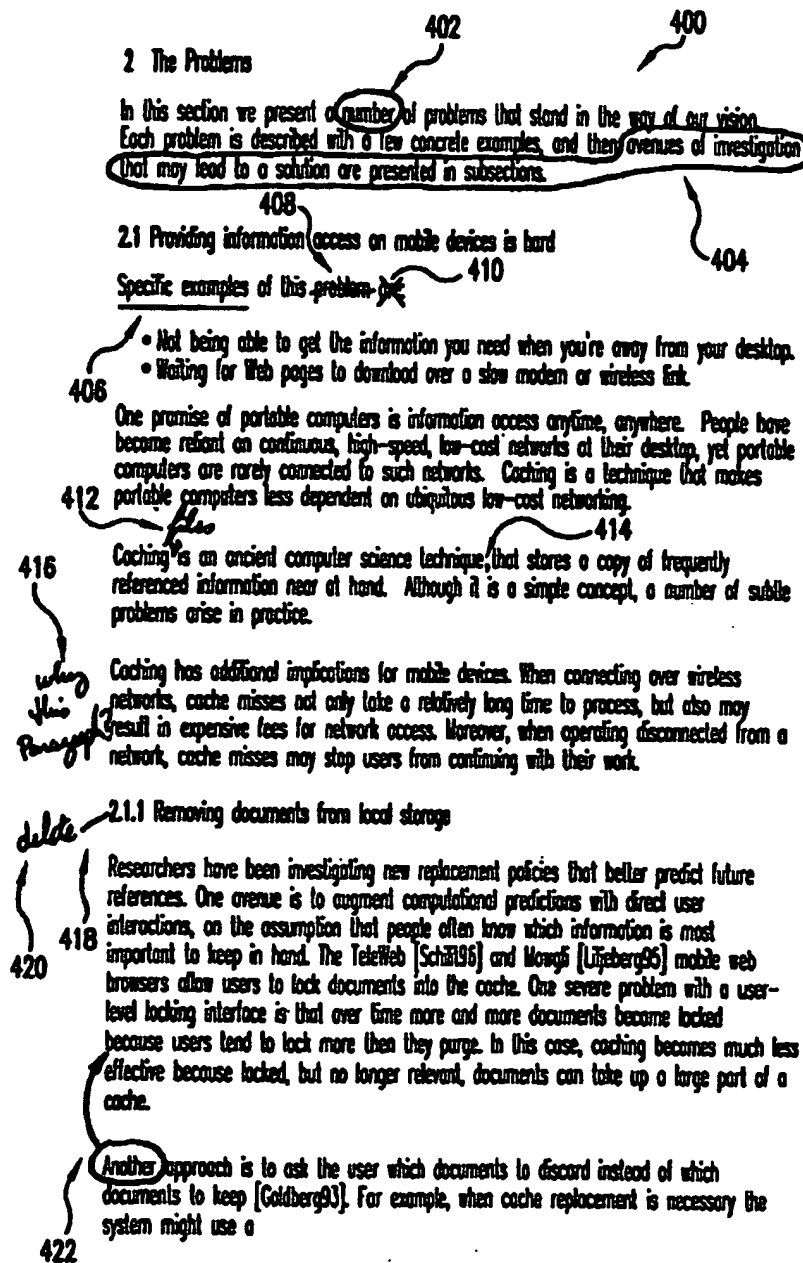 402
400
2 The Problems
In this section we present a number of problems that stand in the way of our vision.
Each problem is described with a few concrete examples, and then avenues of investigation
that may lead to a solution are presented in subsections.
408
404
2.1 Providing information access on mobile devices is hard
410
Specific examples of this problem are
406
• Not being able to get the information you need when you're away from your desktop.
• Waiting for Web pages to download over a slow modem or wireless link.
One promise of portable computers is information access anytime, anywhere. People have
become reliant on continuous, high-speed, low-cost networks at their desktop, yet portable
computers are rarely connected to such networks. Caching is a technique that makes
portable computers less dependent on ubiquitous low-cost networking.
412
files
414
Caching is an ancient computer science technique, that stores a copy of frequently
referenced information near at hand. Although it is a simple concept, a number of subtle
problems arise in practice.
416
why
this
Paragraph?
Caching has additional implications for mobile devices. When connecting over wireless
networks, cache misses not only take a relatively long time to process, but also may
result in expensive fees for network access. Moreover, when operating disconnected from a
network, cache misses may stop users from continuing with their work.
delete
2.1.1 Removing documents from local storage
420
418
Researchers have been investigating new replacement policies that better predict future
references. One avenue is to augment computational predictions with direct user
interactions, on the assumption that people often know which information is most
important to keep in hand. The TeleWeb [Schilit96] and Mowgli [Liljeberg95] mobile web
browsers allow users to lock documents into the cache. One severe problem with a user-
level locking interface is that over time more and more documents become locked
because users tend to lock more then they purge. In this case, caching becomes much less
effective because locked, but no longer relevant, documents can take up a large part of a
cache.
422
Another approach is to ask the user which documents to discard instead of which
documents to keep [Goldberg93]. For example, when cache replacement is necessary the
system might use a